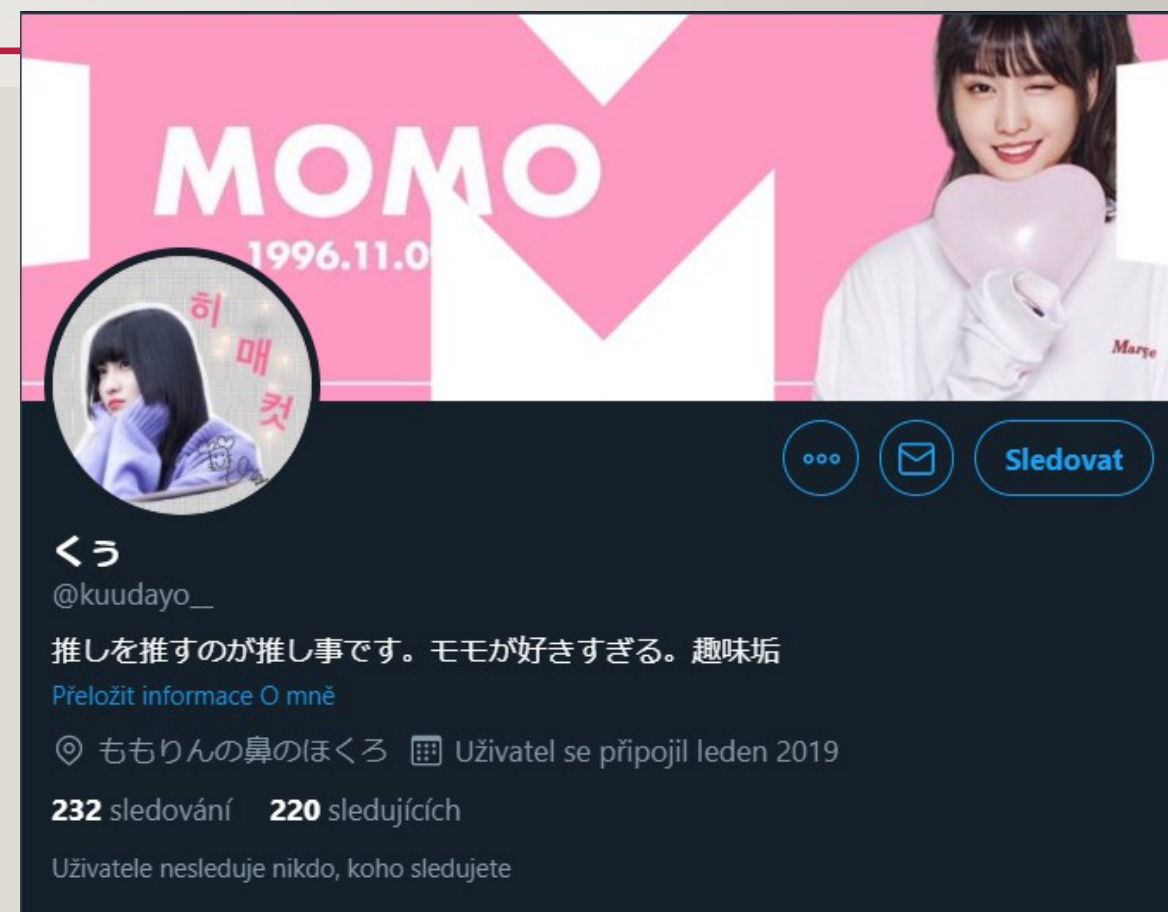 MOMO
1996.11.0
히
매
컷
Marge
Sledovat
くぅ
@kuudayo__
推しを推すのが推し事です。モモが好きすぎる。趣味垢
Přeložit informace O mně
ももりんの鼻のほくろ Uživatel se připojil leden 2019
232 sledování 220 sledujících
Uživatele nesleduje nikdo, koho sledujete